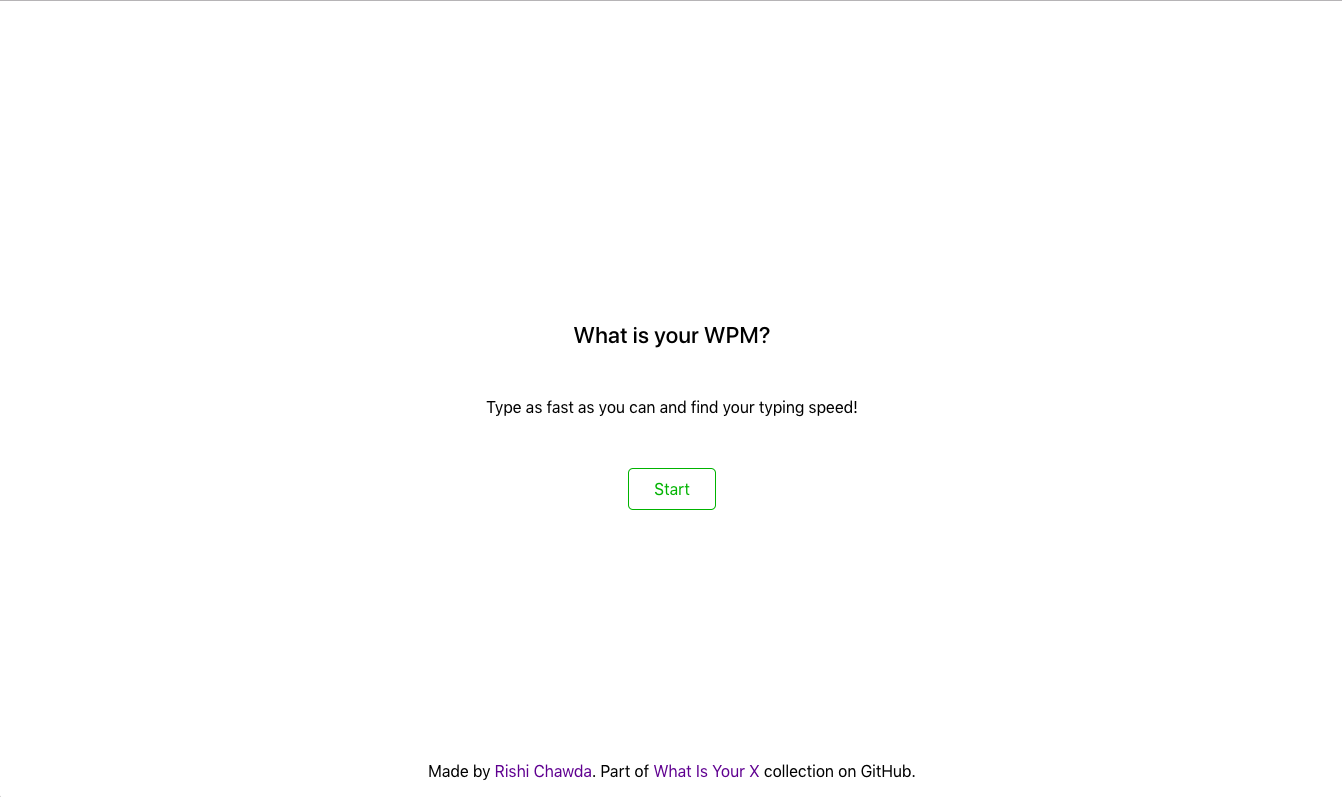 What is your WPM?
Type as fast as you can and find your typing speed!
Start
Made by Rishi Chawda. Part of What Is Your X collection on GitHub.